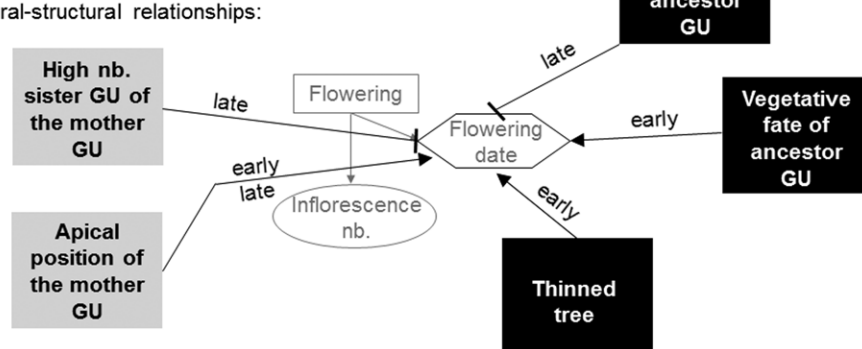 ral-structural relationships:
ancestor
GU
High nb.
sister GU of
the mother
GU
late
Flowering
late
Flowering
date
early
Vegetative
fate of
ancestor
GU
early
late
Inflorescence
nb.
early
Apical
position of
the mother
GU
Thinned
tree